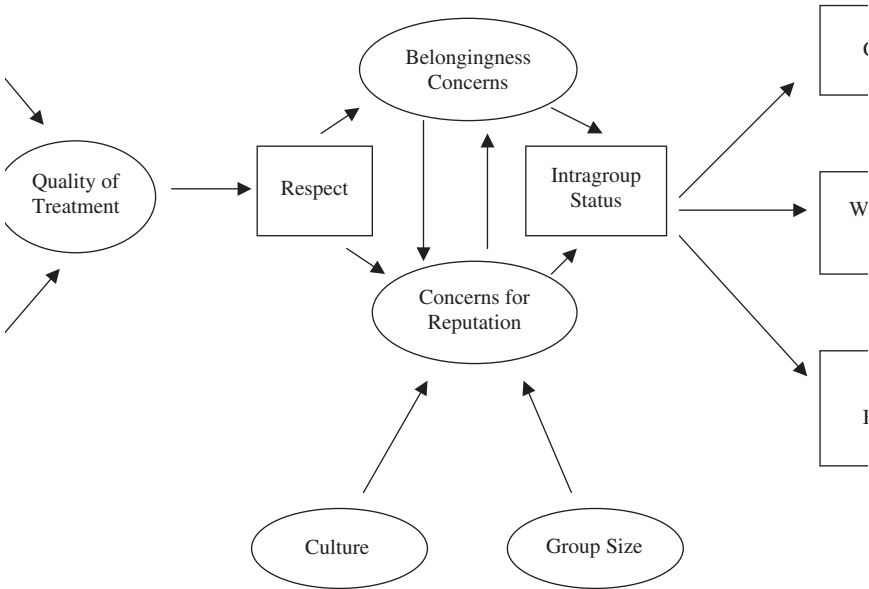 Belongingness
Concerns
Quality of
Treatment
Respect
Intragroup
Status
Concerns for
Reputation
Culture
Group Size